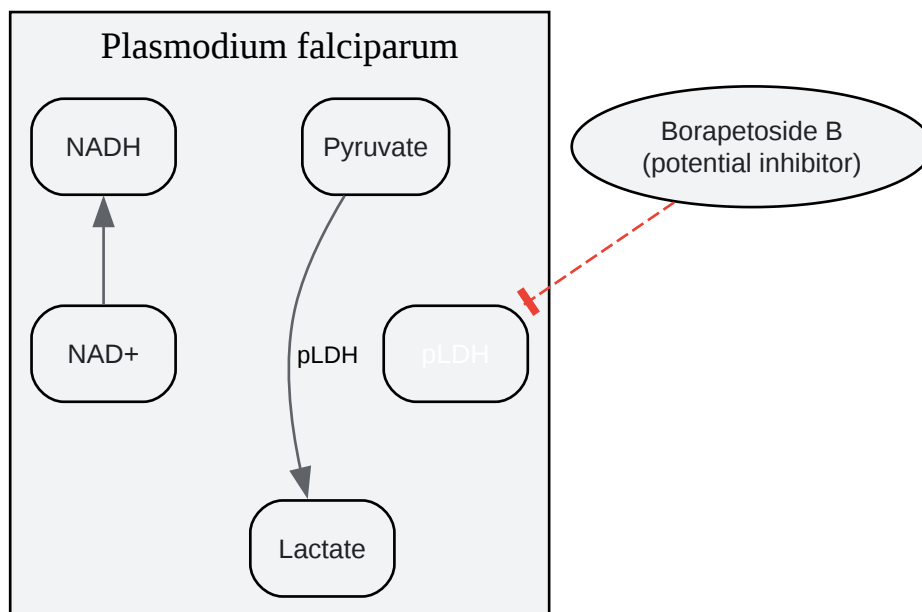 Plasmodium falciparum
NADH
Pyruvate
Borapetoside B
(potential inhibitor)
NAD+
pLDH
pLDH
Lactate